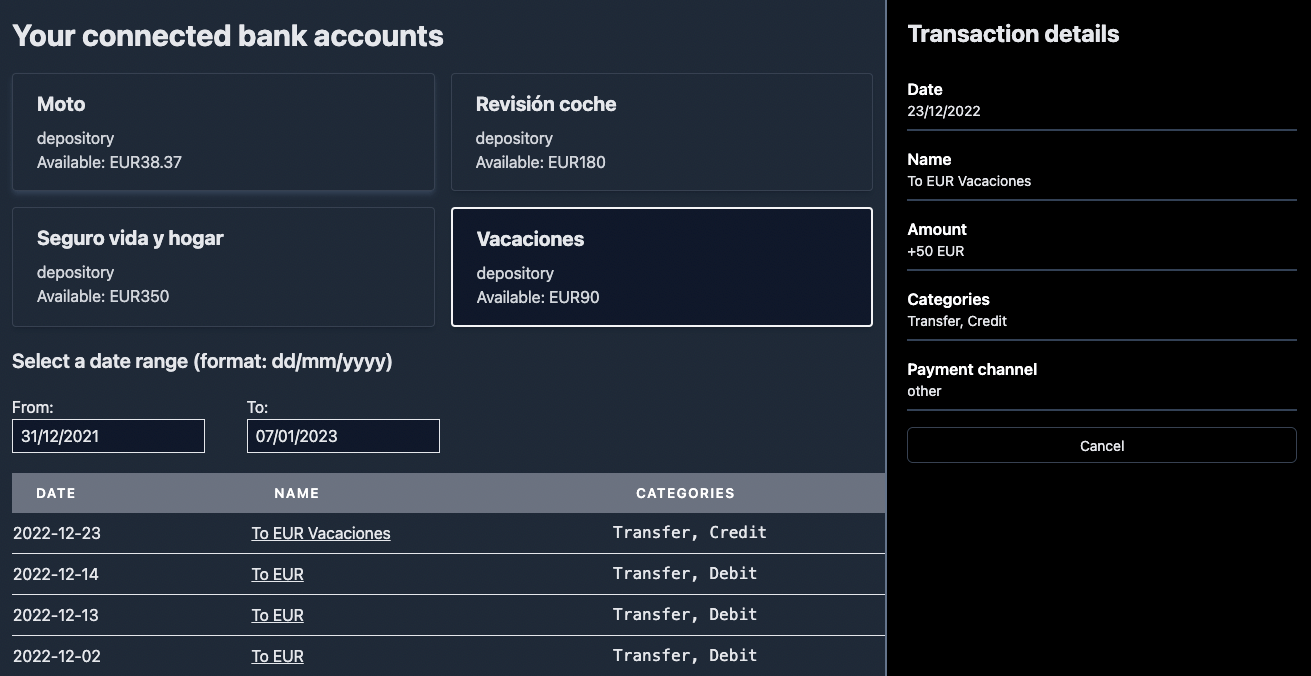 Your connected bank accounts
Moto
depository
Available: EUR38.37
Revisión coche
depository
Available: EUR180
Seguro vida y hogar
depository
Available: EUR350
Vacaciones
depository
Available: EUR90
Select a date range (format: dd/mm/yyyy)
From:
31/12/2021
To:
07/01/2023
DATE NAME CATEGORIES
2022-12-23 To EUR Vacaciones Transfer, Credit
2022-12-14 To EUR Transfer, Debit
2022-12-13 To EUR Transfer, Debit
2022-12-02 To EUR Transfer, Debit
Transaction details
Date
23/12/2022
Name
To EUR Vacaciones
Amount
+50 EUR
Categories
Transfer, Credit
Payment channel
other
Cancel